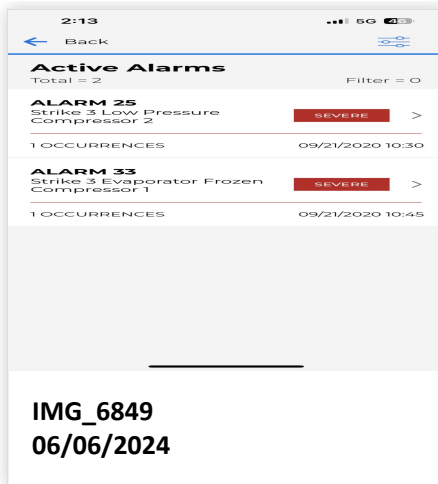 2:13 5G 46
Back
Active Alarms
Total = 2 Filter = 0
ALARM 25
Strike 3 Low Pressure
Compressor 2
SEVERE >
1 OCCURRENCES 09/21/2020 10:30
ALARM 33
Strike 3 Evaporator Frozen
Compressor 1
SEVERE >
1 OCCURRENCES 09/21/2020 10:45
IMG_6849
06/06/2024